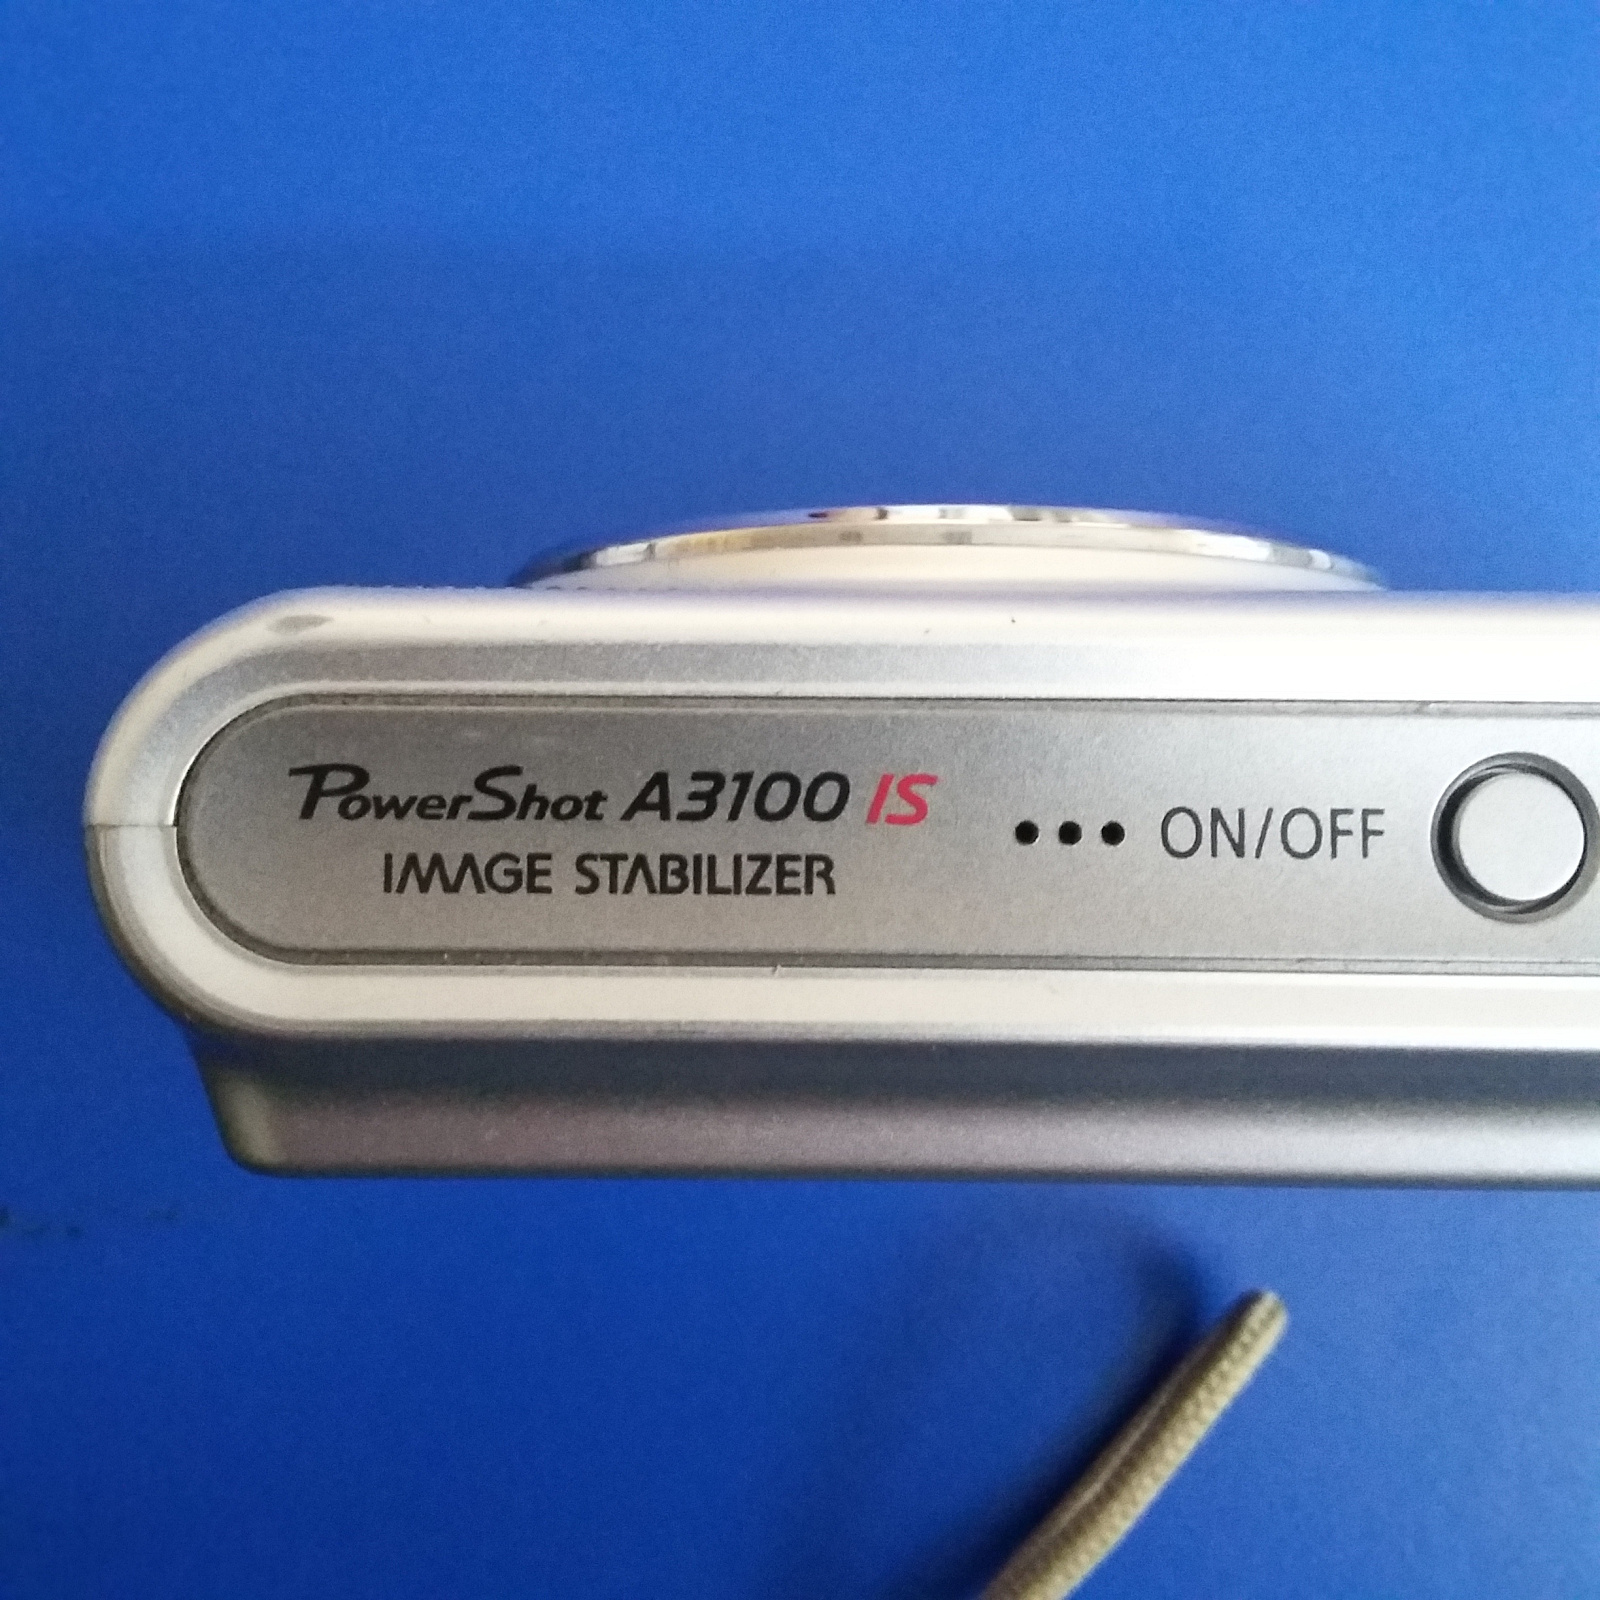 PowerShot A3100 IS
IMAGE STABILIZER
ON/OFF